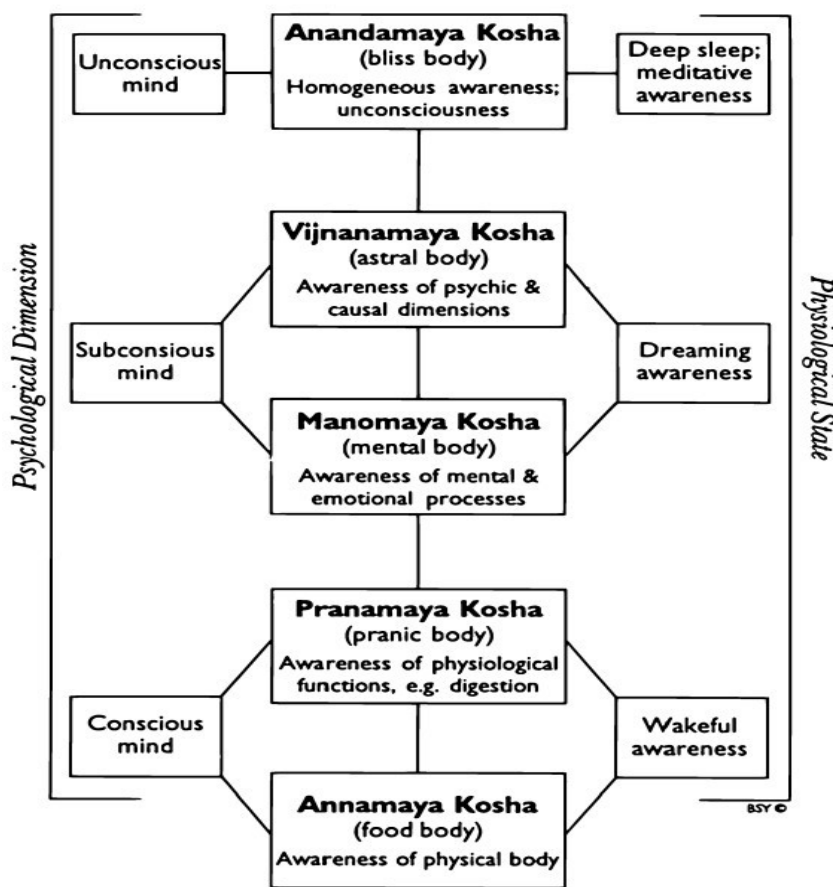 Anandamaya Kosha
(bliss body)
Homogeneous awareness;
unconsciousness
Unconscious
mind
Deep sleep;
meditative
awareness
Vijnanamaya Kosha
(astral body)
Awareness of psychic &
causal dimensions
Psychological Dimension
Subconsious
mind
Dreaming
awareness
Physiological State
Manomaya Kosha
(mental body)
Awareness of mental &
emotional processes
Pranamaya Kosha
(pranic body)
Awareness of physiological
functions, e.g. digestion
Conscious
mind
Wakeful
awareness
Annamaya Kosha
(food body)
Awareness of physical body
BSY ©